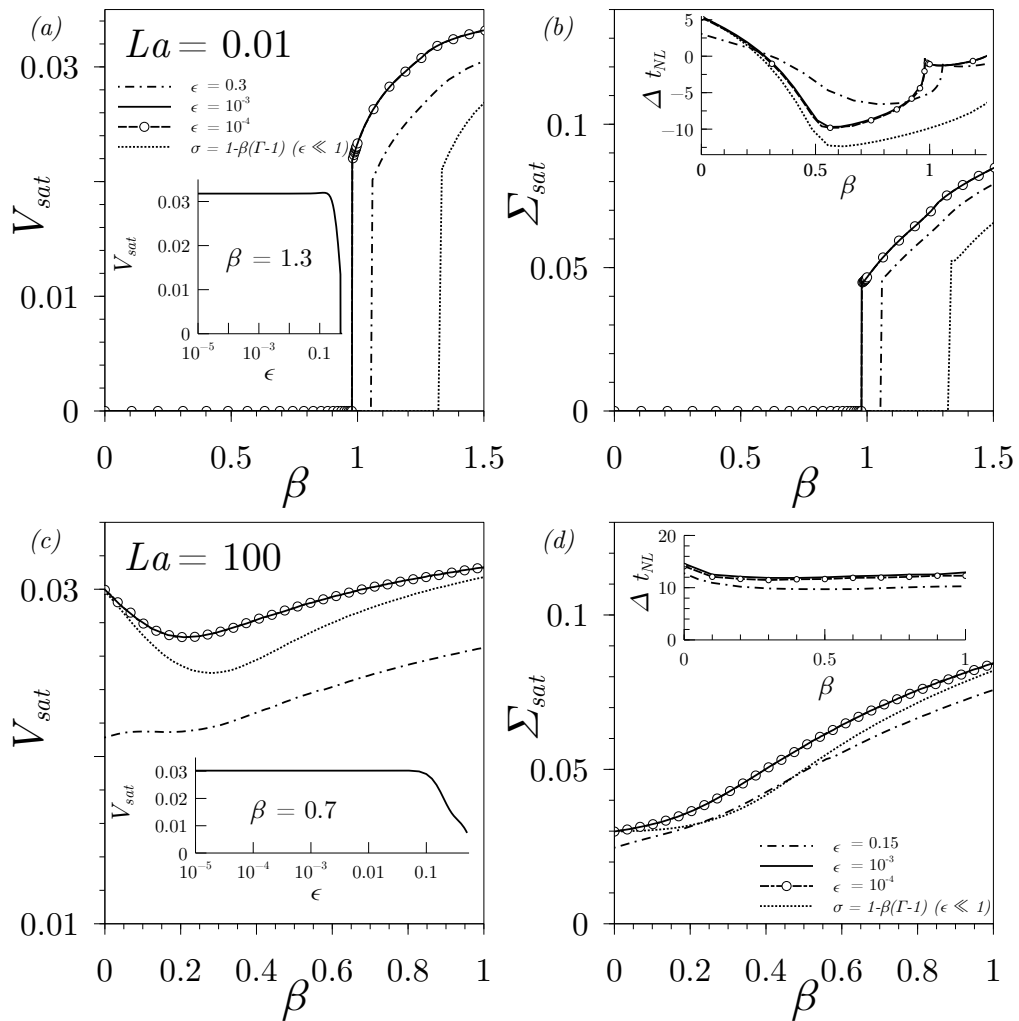 (a)
La = 0.01
ϵ = 0.3
ϵ = 10⁻³
ϵ = 10⁻⁴
σ = 1-β(Γ-1) (ϵ ≪ 1)
V_sat
0.03
0.01
0
0 0.5 1 1.5
β
V_sat
0.03
0.02
0.01
0
β = 1.3
10⁻⁵ 10⁻³ 0.1
ϵ
(b)
Σ_sat
0.1
0.05
0
0 0.5 1 1.5
β
Δ t_NL
5
0
−5
−10
0 0.5 1
β
(c)
La = 100
V_sat
0.03
0.01
0 0.2 0.4 0.6 0.8 1
β
V_sat
0.03
0.02
0.01
0
β = 0.7
10⁻⁵ 10⁻⁴ 10⁻³ 0.01 0.1
ϵ
(d)
Σ_sat
0.1
0.05
0
0 0.2 0.4 0.6 0.8 1
β
Δ t_NL
20
10
0
0 0.5 1
β
ϵ = 0.15
ϵ = 10⁻³
ϵ = 10⁻⁴
σ = 1-β(Γ-1) (ϵ ≪ 1)